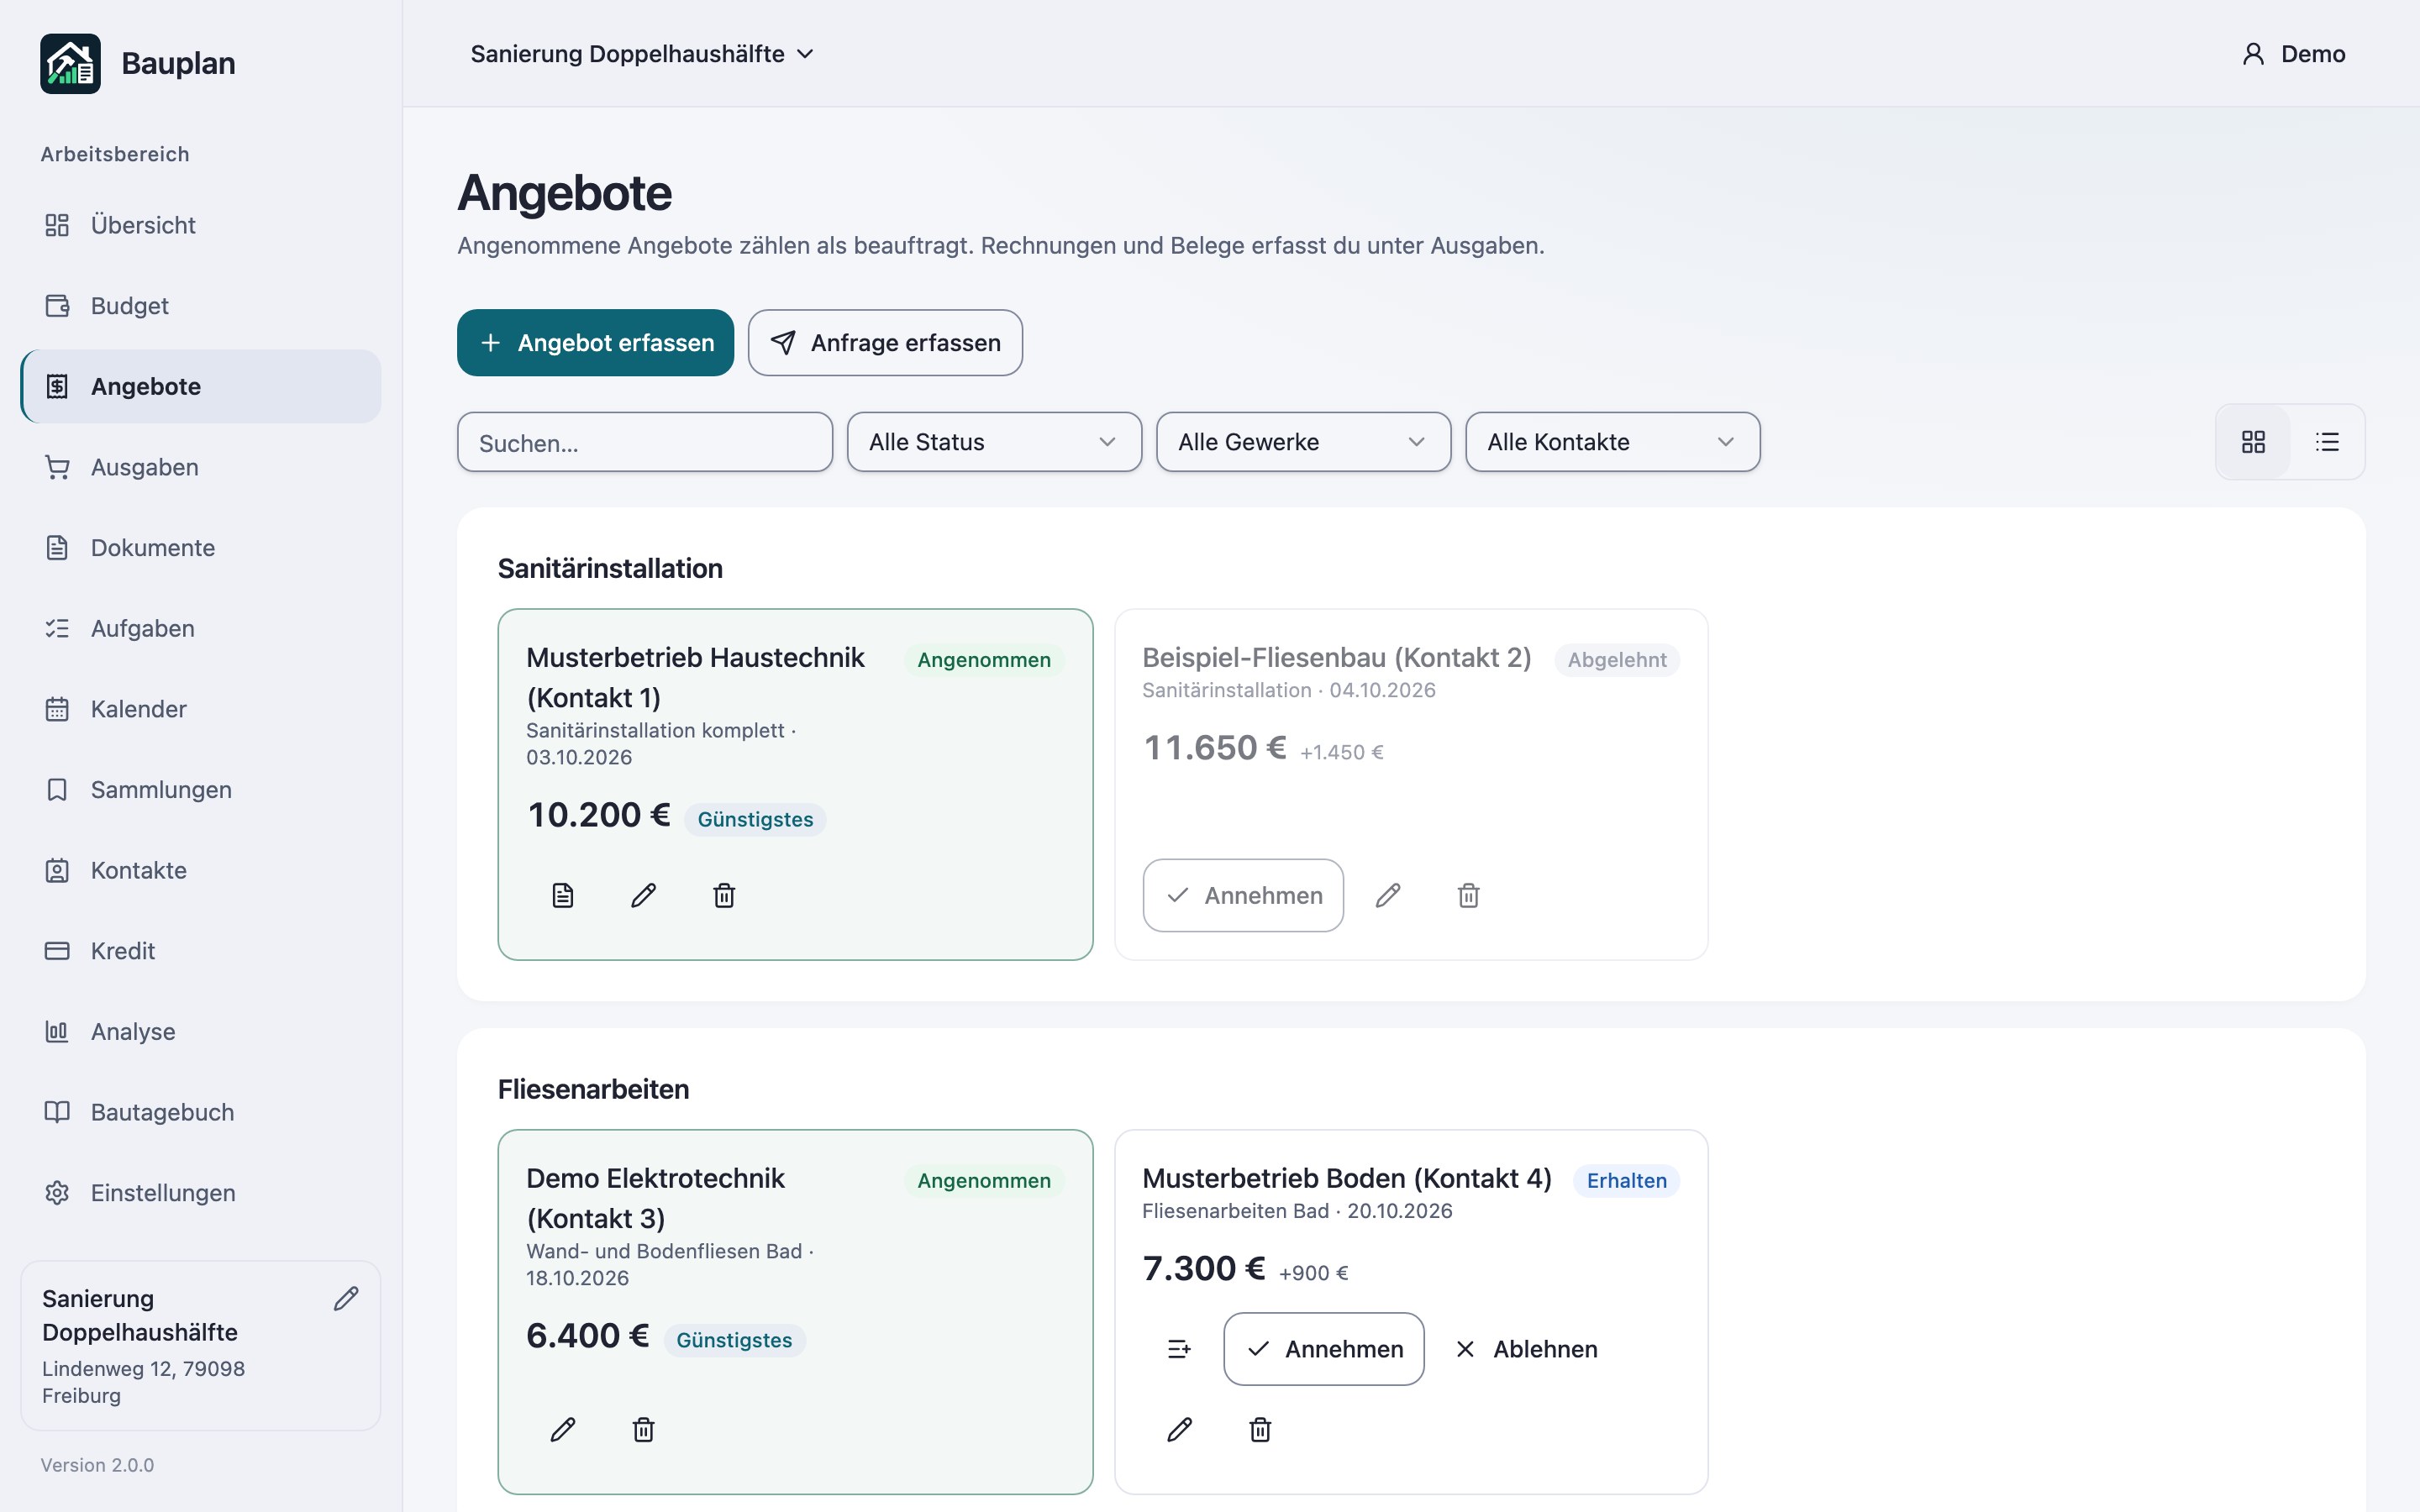 Bauplan
Arbeitsbereich
Übersicht
Budget
Angebote
Ausgaben
Dokumente
Aufgaben
Kalender
Sammlungen
Kontakte
Kredit
Analyse
Bautagebuch
Einstellungen
Sanierung
Doppelhaushälfte
Lindenweg 12, 79098
Freiburg
Version 2.0.0
Sanierung Doppelhaushälfte
Demo
Angebote
Angenommene Angebote zählen als beauftragt. Rechnungen und Belege erfasst du unter Ausgaben.
Angebot erfassen
Anfrage erfassen
Suchen...
Alle Status
Alle Gewerke
Alle Kontakte
Sanitärinstallation
Musterbetrieb Haustechnik
(Kontakt 1)
Angenommen
Sanitärinstallation komplett ·
03.10.2026
10.200 € Günstigstes
Beispiel-Fliesenbau (Kontakt 2)
Abgelehnt
Sanitärinstallation · 04.10.2026
11.650 € +1.450 €
Annehmen
Fliesenarbeiten
Demo Elektrotechnik
(Kontakt 3)
Angenommen
Wand- und Bodenfliesen Bad ·
18.10.2026
6.400 € Günstigstes
Musterbetrieb Boden (Kontakt 4)
Erhalten
Fliesenarbeiten Bad · 20.10.2026
7.300 € +900 €
Annehmen
Ablehnen